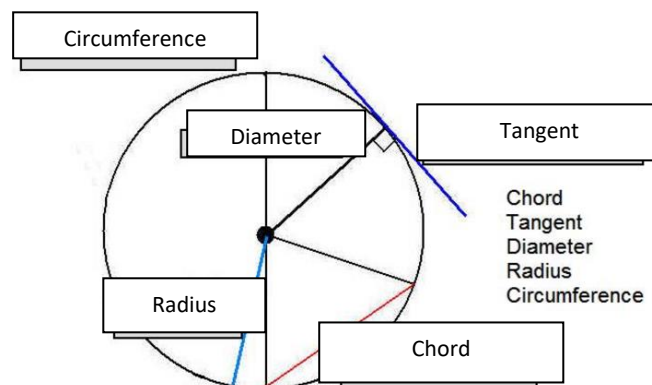 Circumference
Diameter
Tangent
Chord
Tangent
Diameter
Radius
Circumference
Radius
Chord